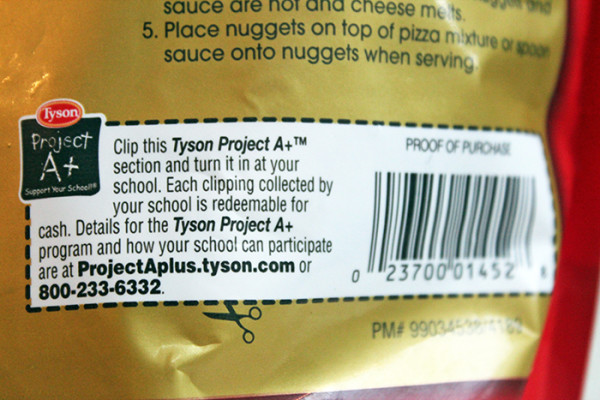 sauce are hot and cheese melts.
5. Place nuggets on top of pizza mixture or spoon
sauce onto nuggets when serving.
Tyson
Project
A+
Support Your School!®
Clip this Tyson Project A+™
section and turn it in at your
school. Each clipping collected by
your school is redeemable for
cash. Details for the Tyson Project A+
program and how your school can participate
are at ProjectAplus.tyson.com or
800-233-6332.
PROOF OF PURCHASE
0 23700 01452
PM#